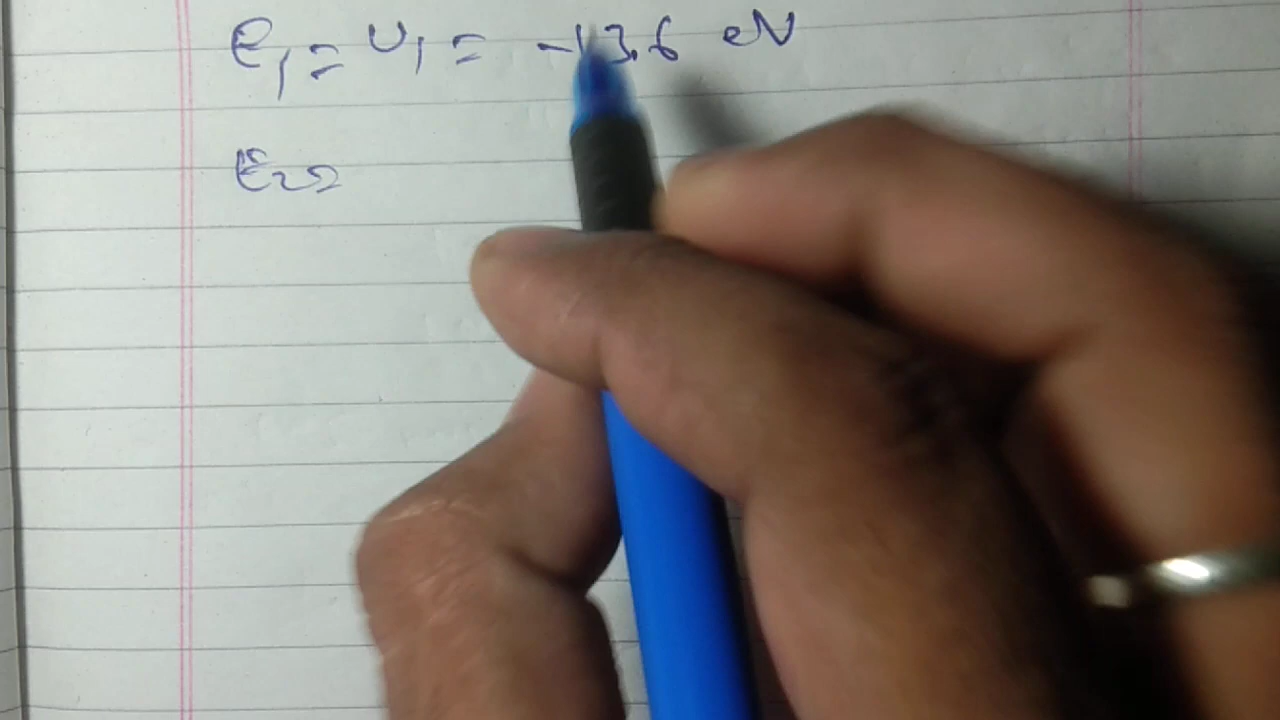 E₁ = U₁ = -13.6 eV
E₂ =